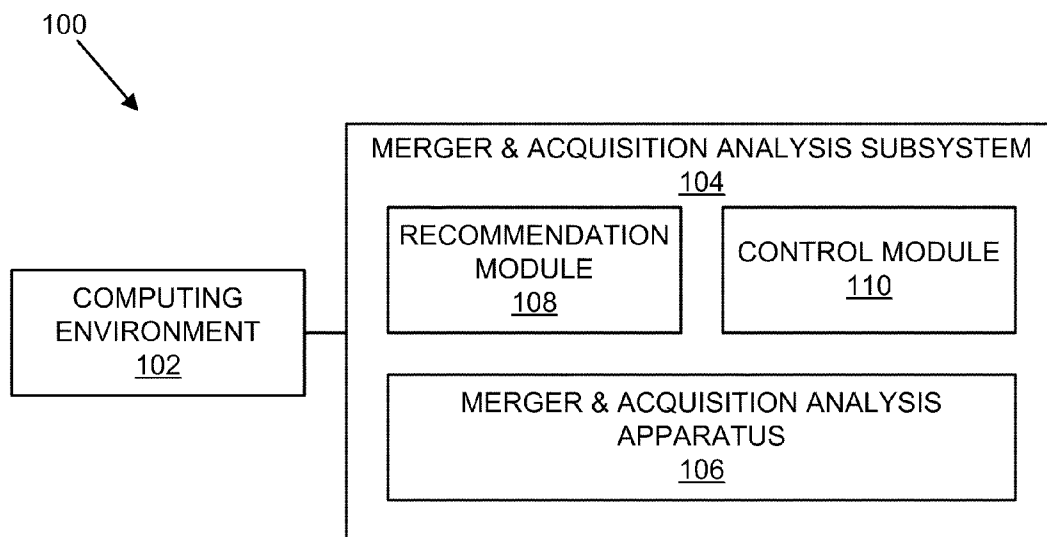 100
MERGER & ACQUISITION ANALYSIS SUBSYSTEM
104
RECOMMENDATION
MODULE
108
CONTROL MODULE
110
COMPUTING
ENVIRONMENT
102
MERGER & ACQUISITION ANALYSIS
APPARATUS
106